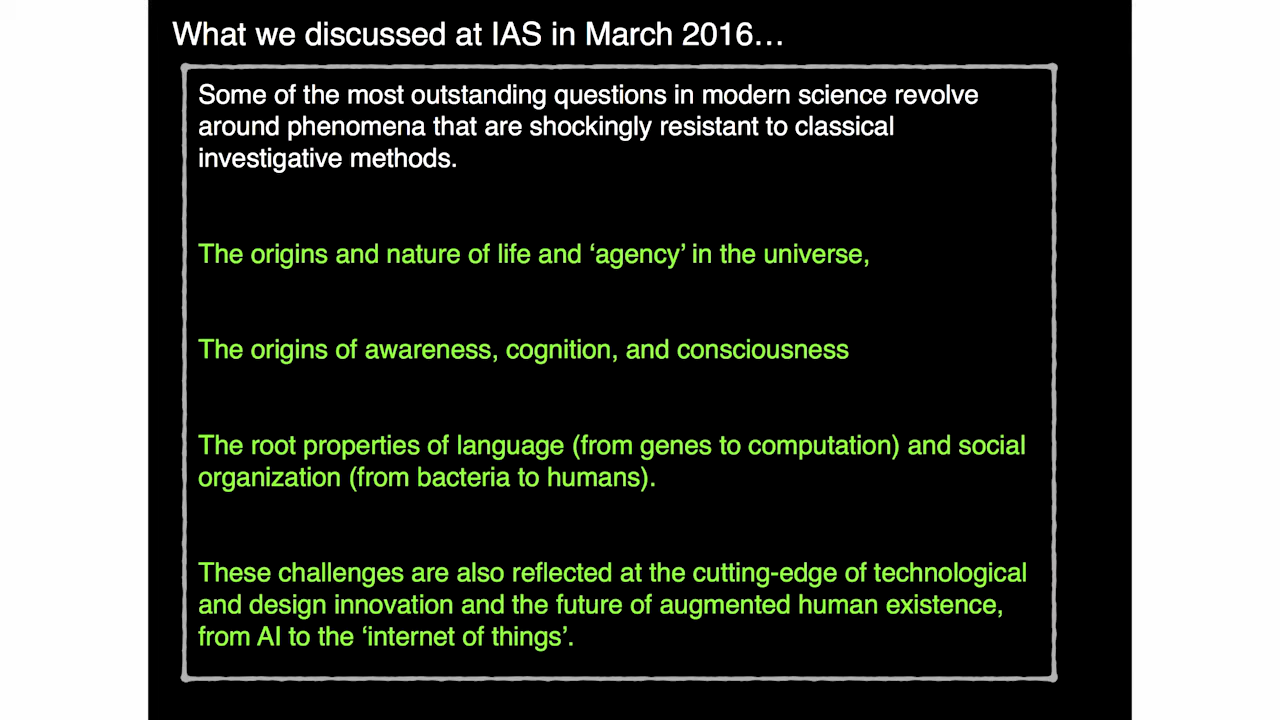 What we discussed at IAS in March 2016…
Some of the most outstanding questions in modern science revolve
around phenomena that are shockingly resistant to classical
investigative methods.
The origins and nature of life and ‘agency’ in the universe,
The origins of awareness, cognition, and consciousness
The root properties of language (from genes to computation) and social
organization (from bacteria to humans).
These challenges are also reflected at the cutting-edge of technological
and design innovation and the future of augmented human existence,
from AI to the ‘internet of things’.